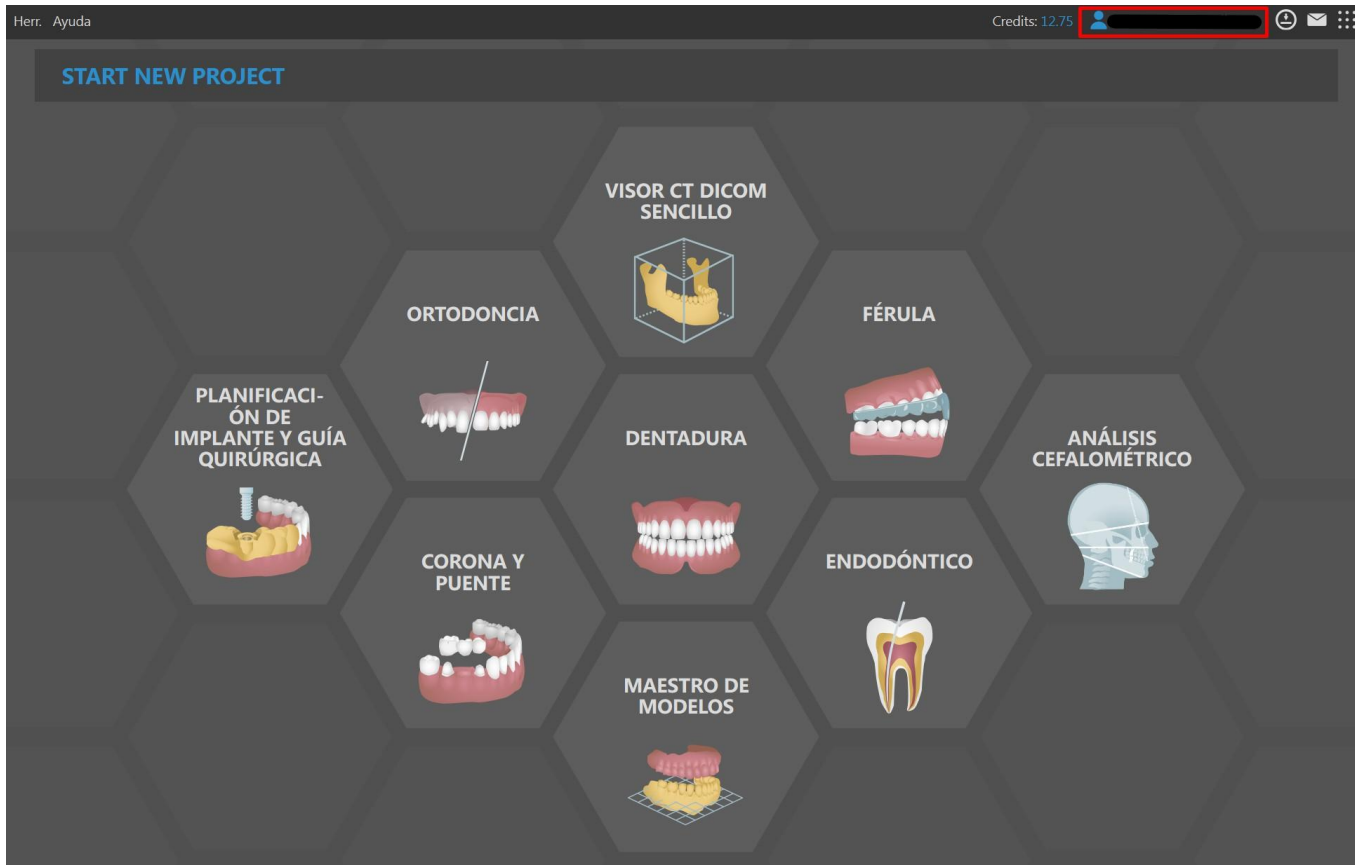 Herr. Ayuda
Credits: 12.75
START NEW PROJECT
VISOR CT DICOM
SENCILLO
ORTODONCIA
FÉRULA
PLANIFICACI-
ÓN DE
IMPLANTE Y GUÍA
QUIRÚRGICA
DENTADURA
ANÁLISIS
CEFALOMÉTRICO
CORONA Y
PUENTE
ENDODÓNTICO
MAESTRO DE
MODELOS